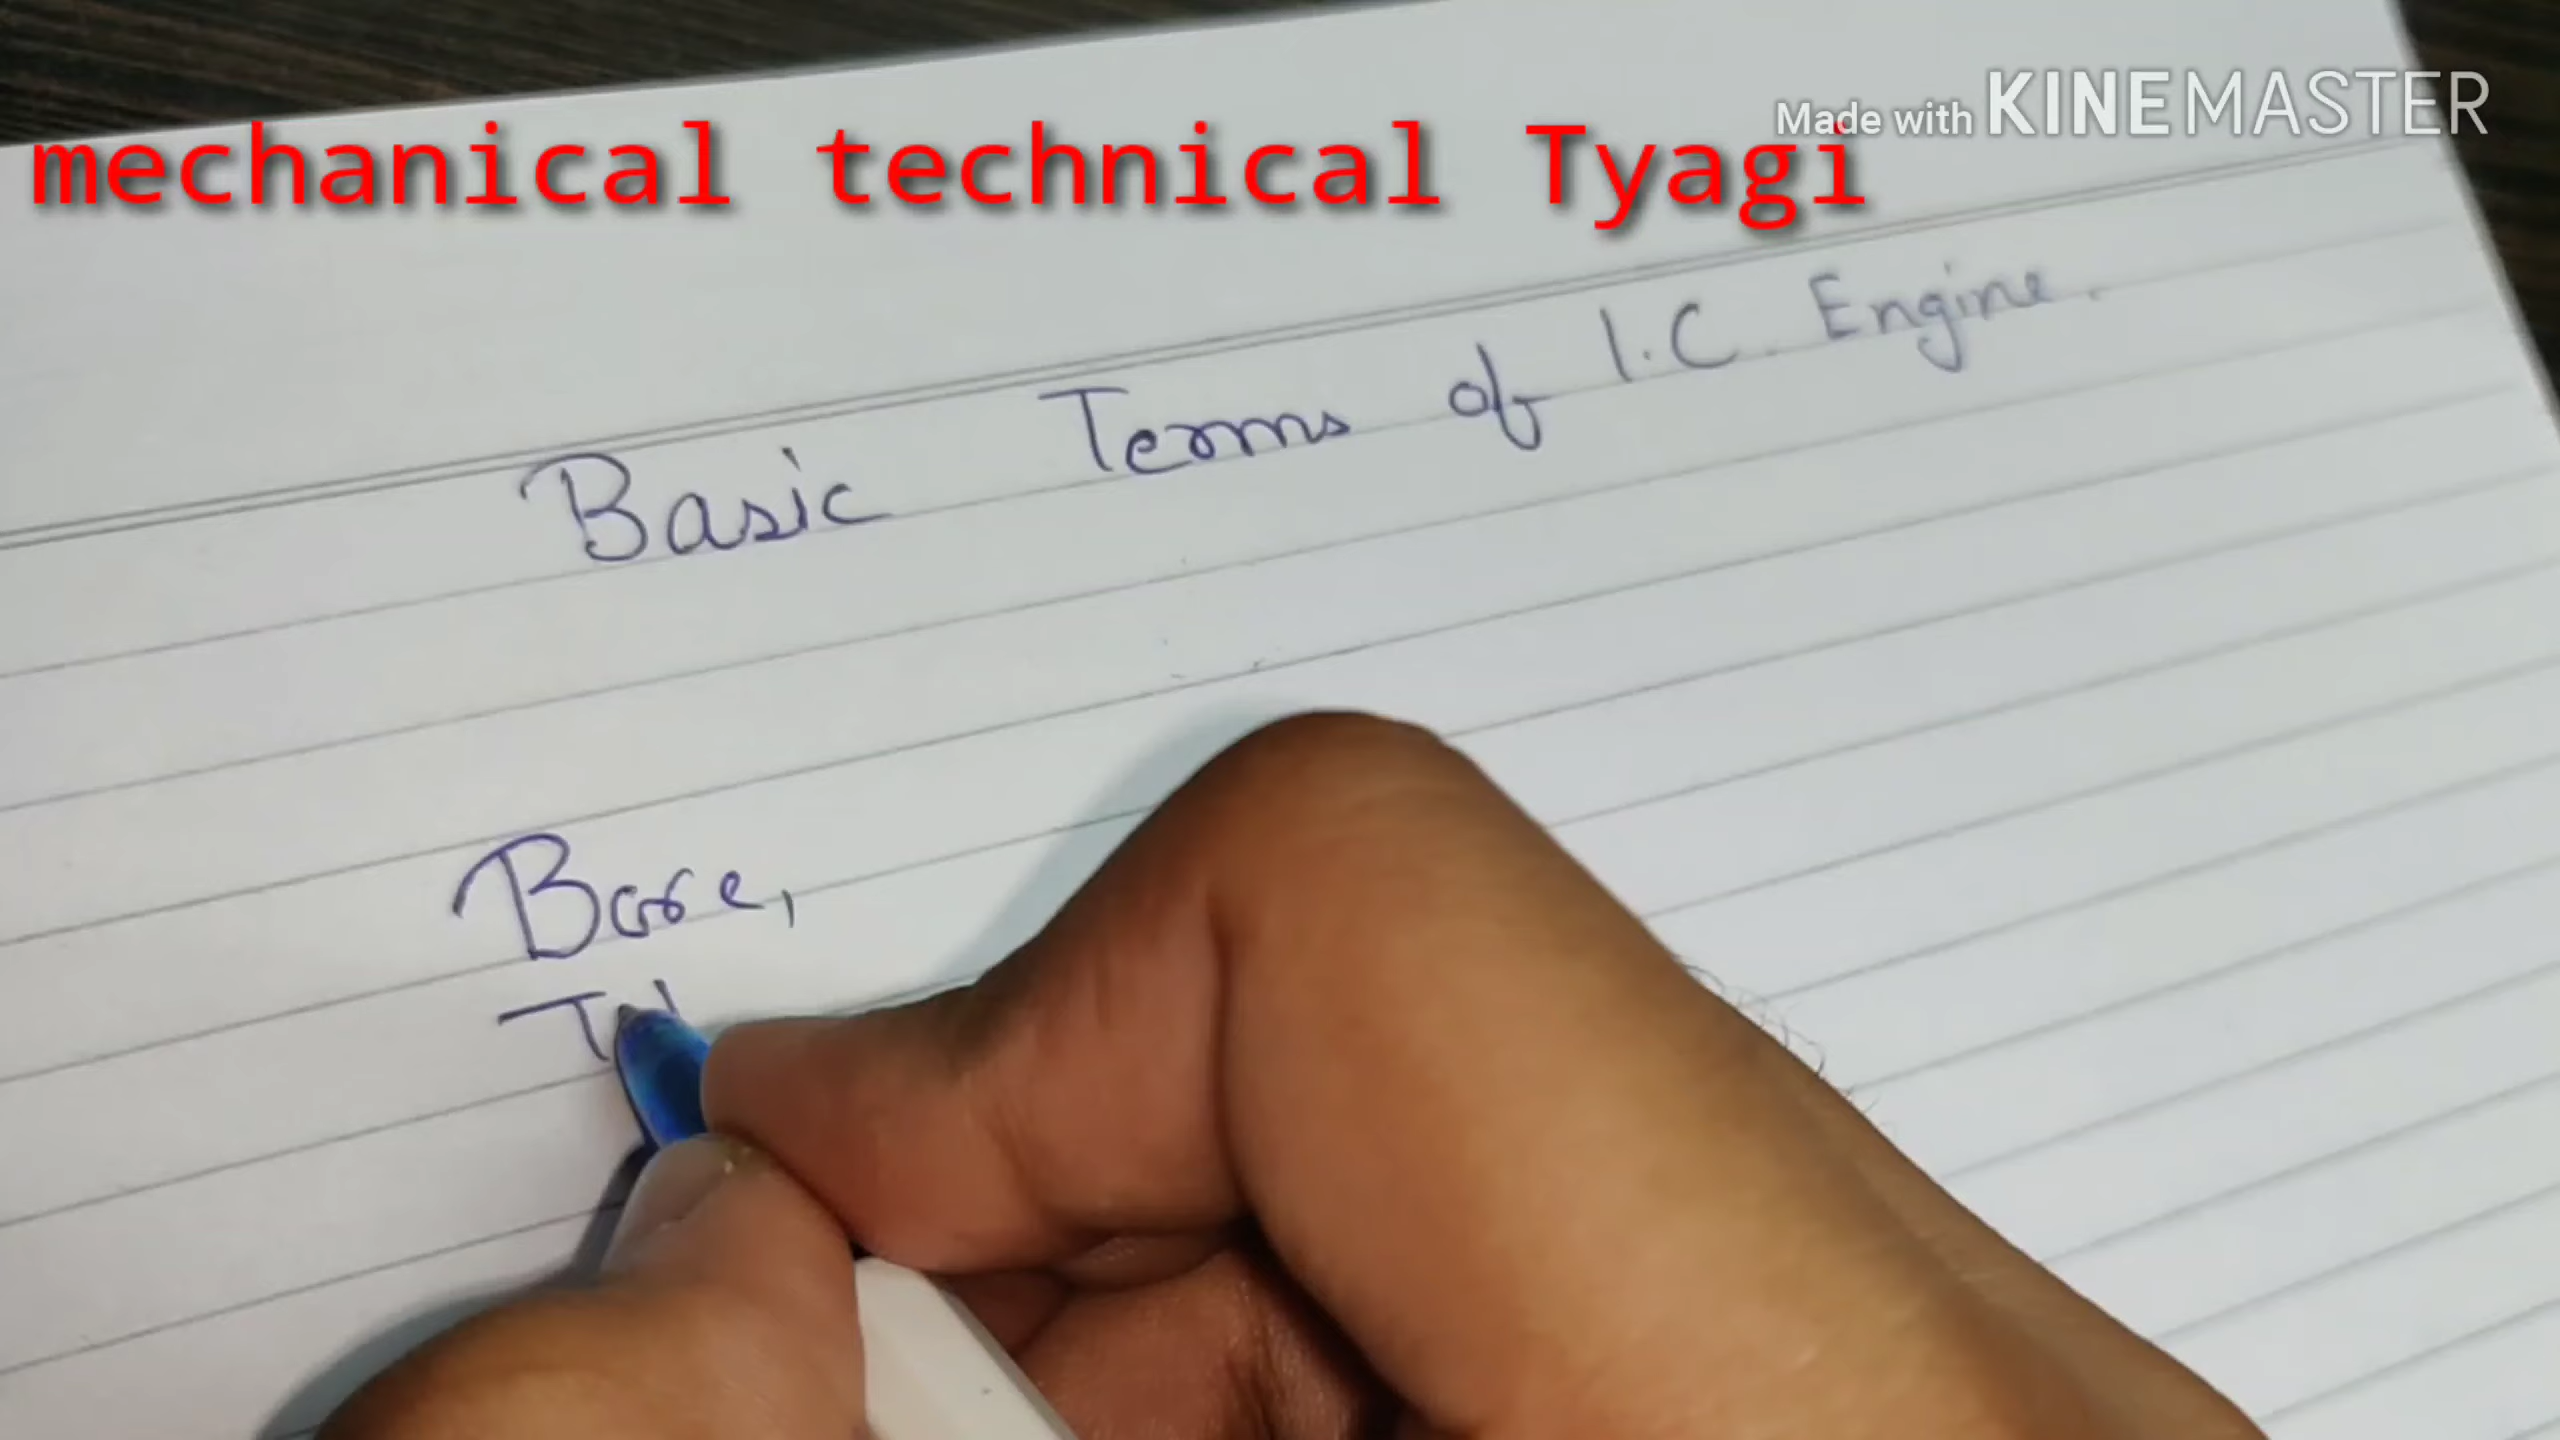 Made with KINEMASTER
mechanical technical Tyagi
Basic Terms of I.C. Engine.
Bore,